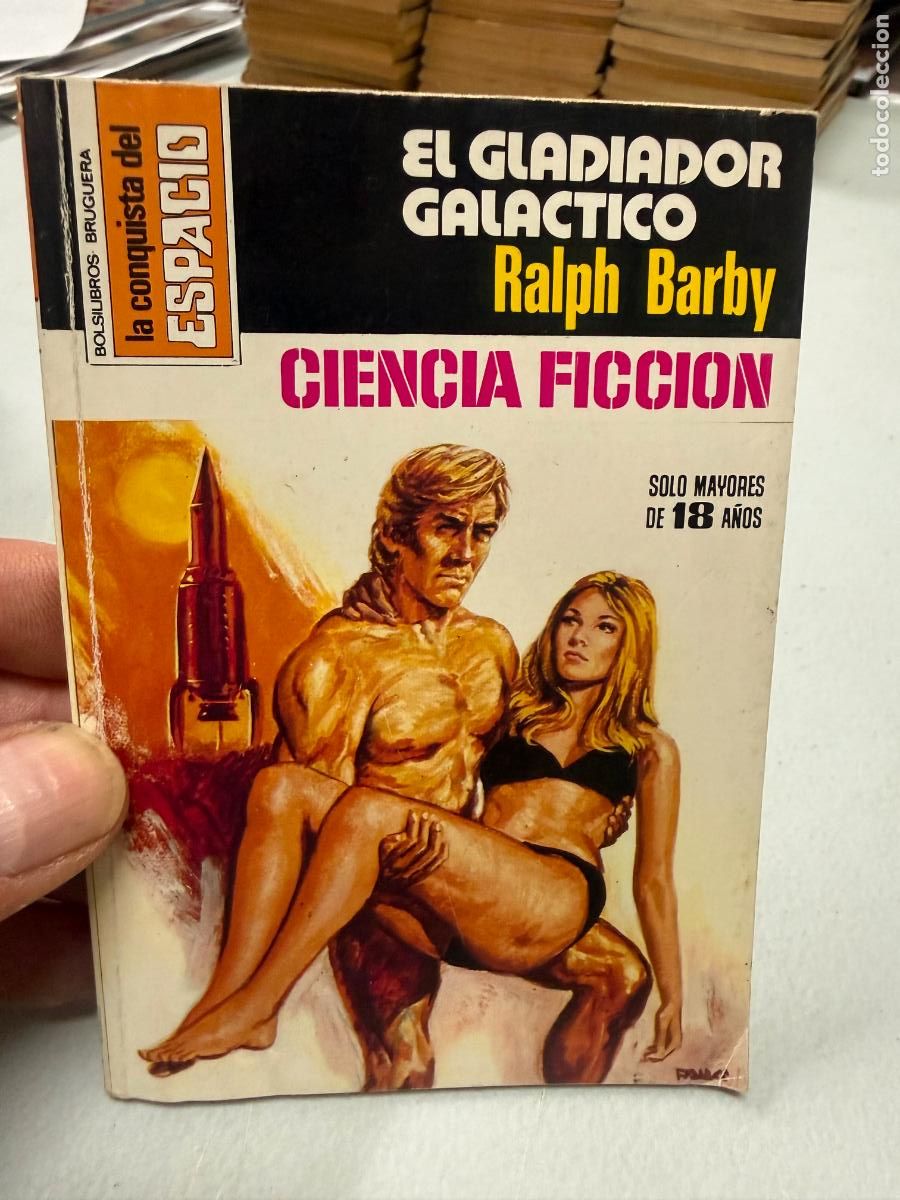 BOLSILIBROS BRUGUERA
la conquista del
ESPACIO
EL GLADIADOR
GALACTICO
Ralph Barby
CIENCIA FICCION
SOLO MAYORES
DE 18 AÑOS
todocoleccion